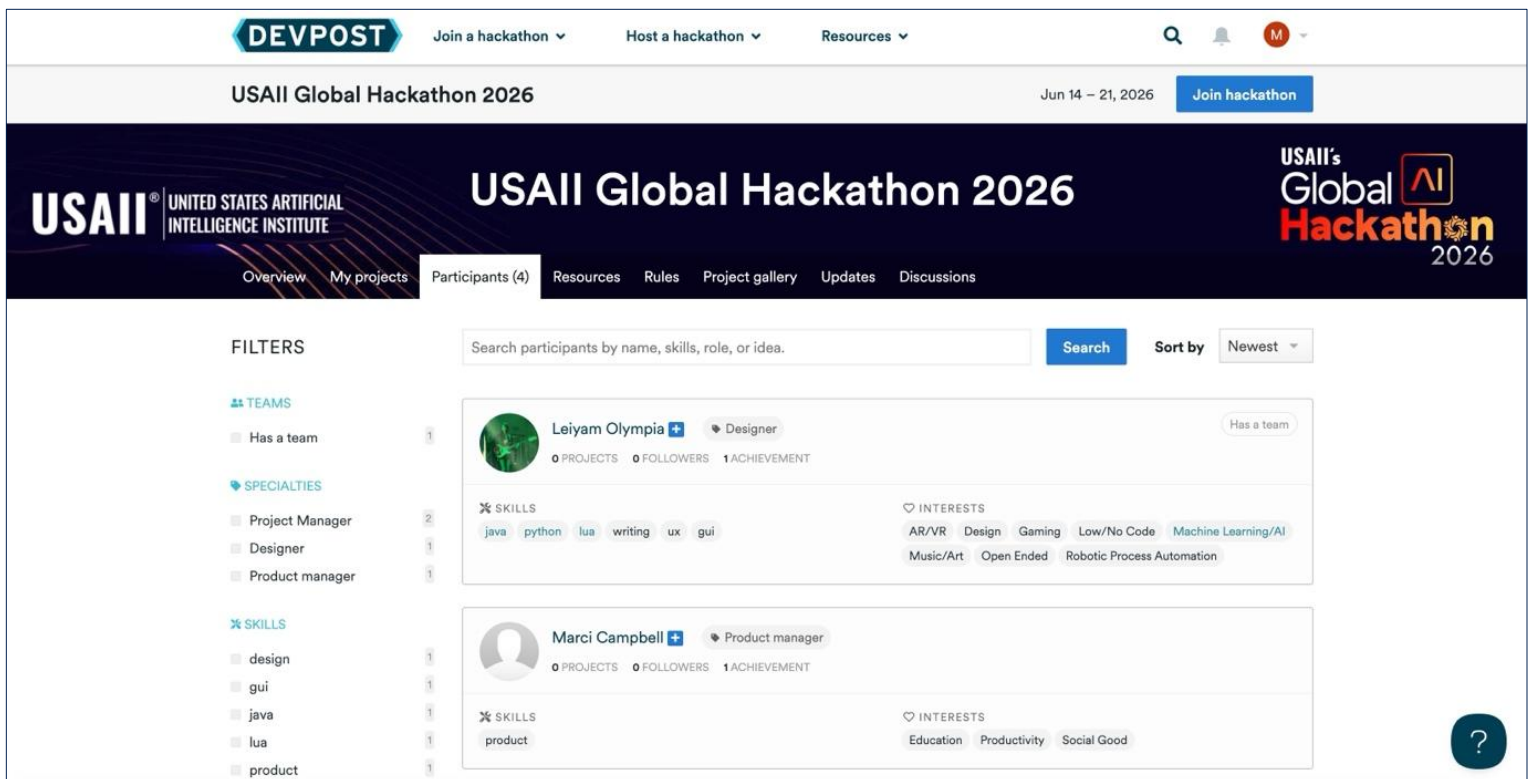 DEVPOST Join a hackathon Host a hackathon Resources M
USAII Global Hackathon 2026 Jun 14 – 21, 2026 Join hackathon
USAII® UNITED STATES ARTIFICIAL
INTELLIGENCE INSTITUTE
USAII Global Hackathon 2026
USAII's
Global AI
Hackathon
2026
Overview My projects Participants (4) Resources Rules Project gallery Updates Discussions
FILTERS
TEAMS
Has a team 1
SPECIALTIES
Project Manager 2
Designer 1
Product manager 1
SKILLS
design 1
gui 1
java 1
lua 1
product 1
Search participants by name, skills, role, or idea. Search Sort by Newest
Leiyam Olympia Designer Has a team
0 PROJECTS 0 FOLLOWERS 1 ACHIEVEMENT
SKILLS
java python lua writing ux gui
INTERESTS
AR/VR Design Gaming Low/No Code Machine Learning/AI
Music/Art Open Ended Robotic Process Automation
Marci Campbell Product manager
0 PROJECTS 0 FOLLOWERS 1 ACHIEVEMENT
SKILLS
product
INTERESTS
Education Productivity Social Good
?